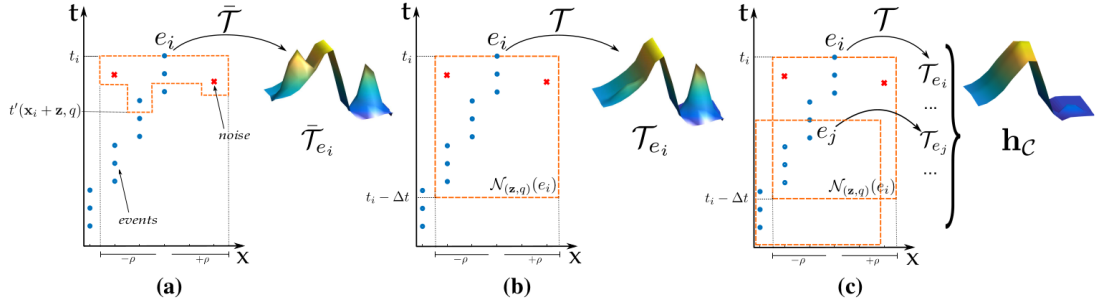 t
𝒯̄
e_i
t_i
t′(x_i + z, q)
noise
𝒯̄_{e_i}
events
−ρ
+ρ
x
(a)
t
𝒯
e_i
t_i
𝒯_{e_i}
𝒩_{(z,q)}(e_i)
t_i − Δt
−ρ
+ρ
x
(b)
t
𝒯
e_i
t_i
𝒯_{e_i}
...
e_j
𝒯_{e_j}
...
h_𝒞
𝒩_{(z,q)}(e_i)
t_i − Δt
−ρ
+ρ
x
(c)